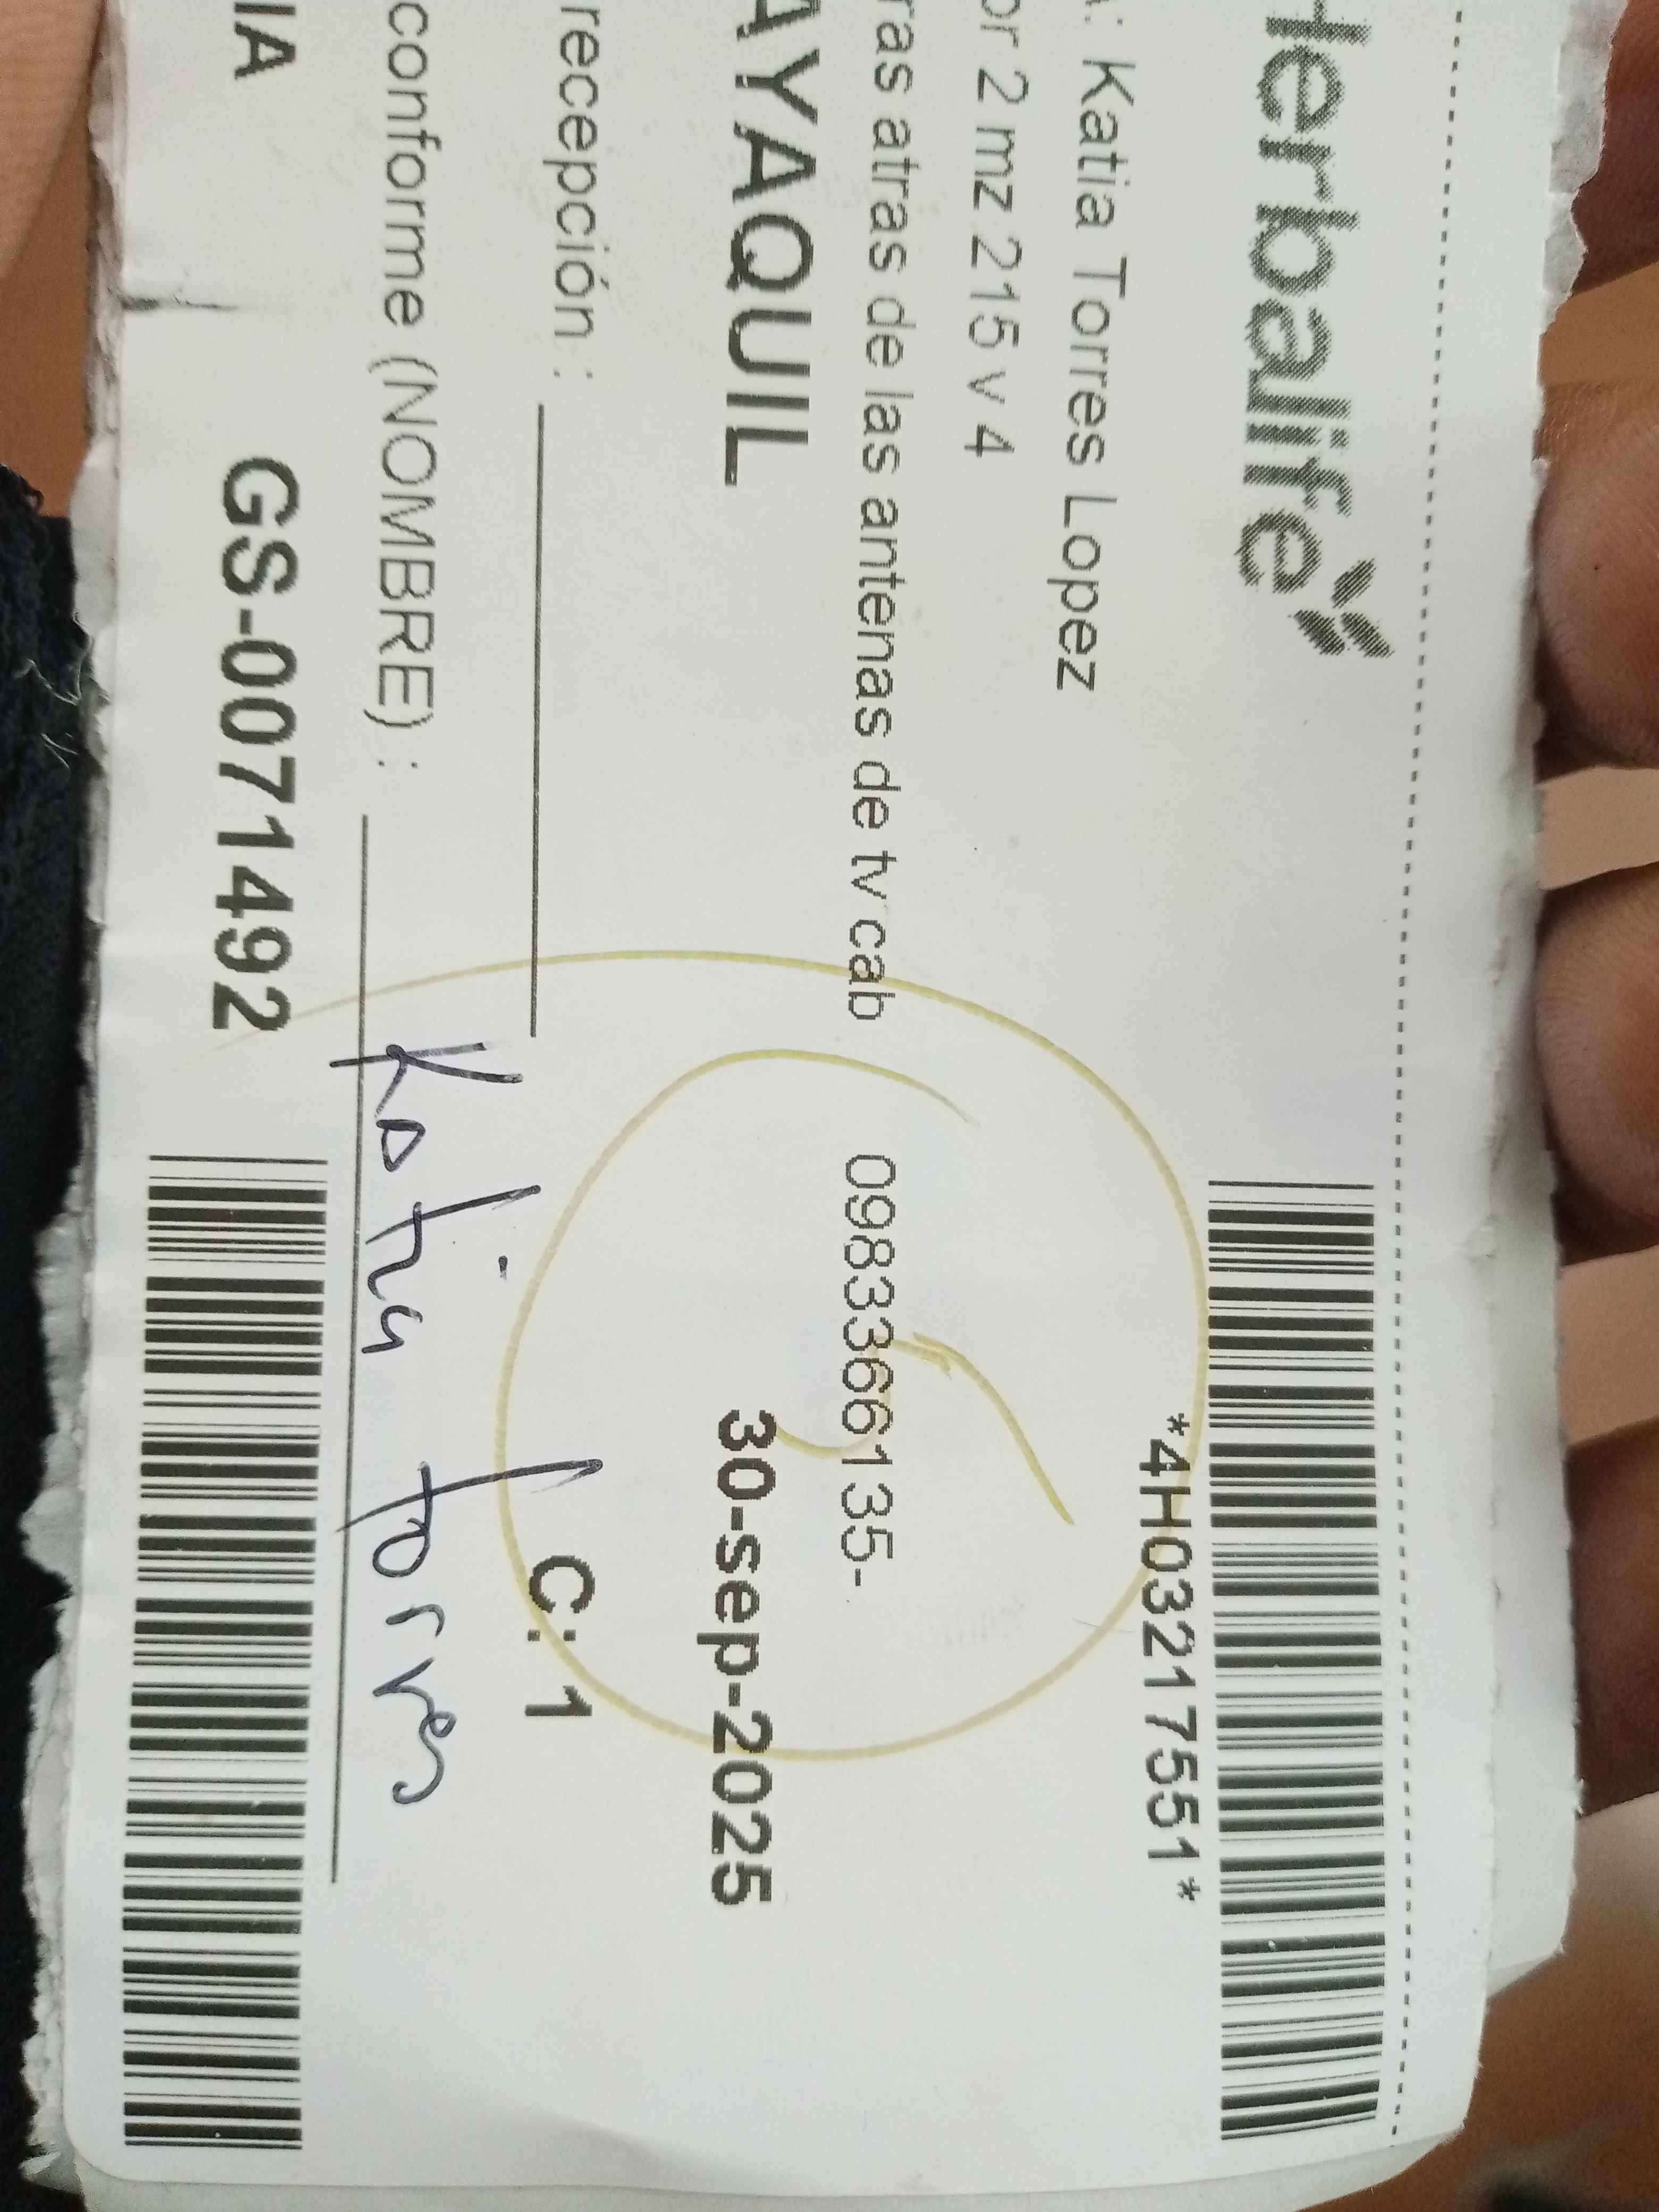 Herbalife
*4H03217551*
: Katia Torres Lopez
or 2 mz 215 v 4
ras atras de las antenas de tv cab 0983366135-
AYAQUIL 30-sep-2025
recepción : C: 1
conforme (NOMBRE) : Katia Torres
IA GS-0071492